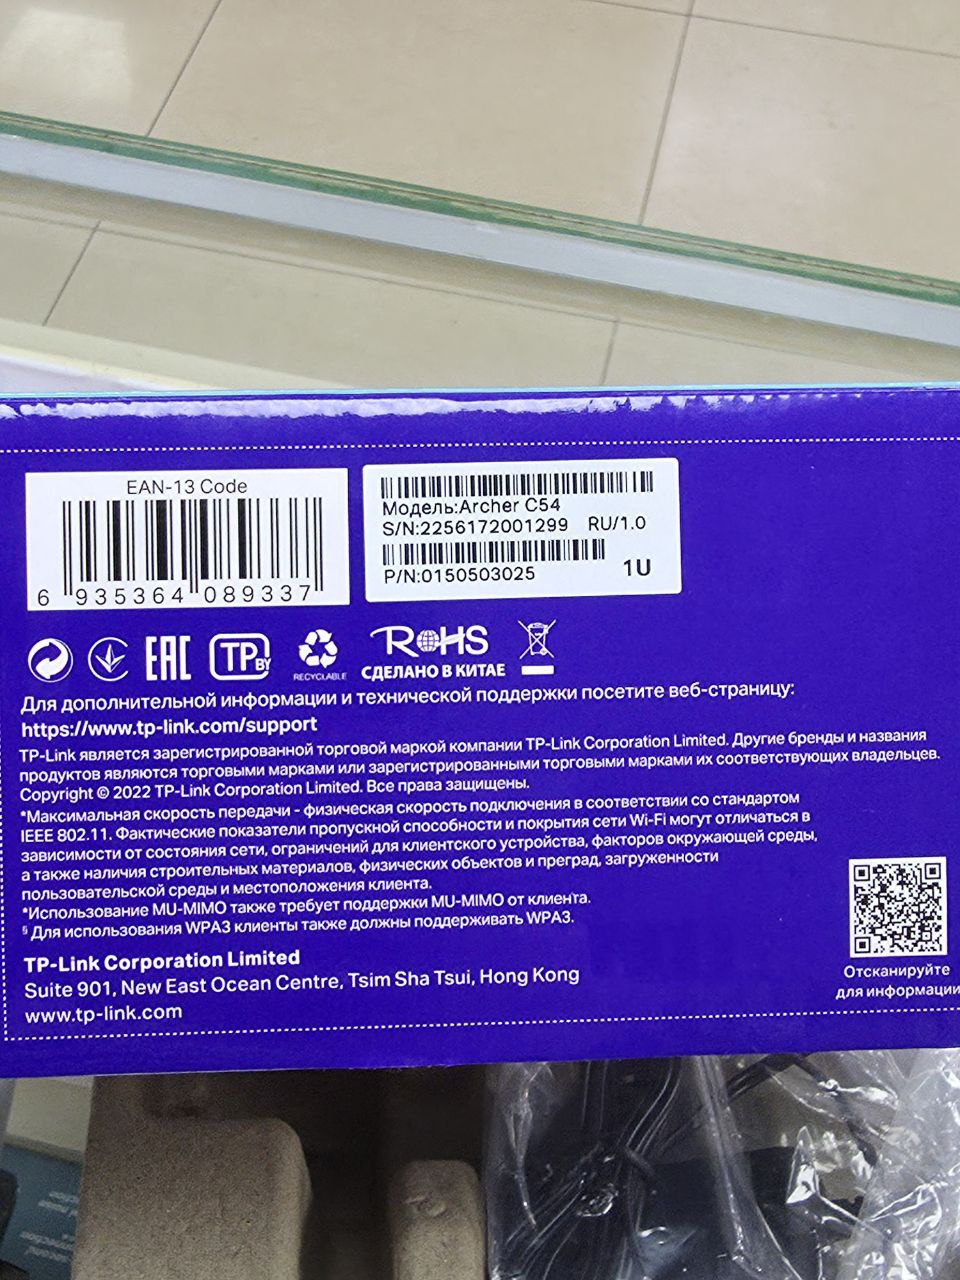 EAN-13 Code
6 935364 089337
Модель:Archer C54
S/N:2256172001299 RU/1.0
P/N:0150503025
1U
EAC
TP BY
RECYCLABLE
RoHS
СДЕЛАНО В КИТАЕ
Для дополнительной информации и технической поддержки посетите веб-страницу:
https://www.tp-link.com/support
TP-Link является зарегистрированной торговой маркой компании TP-Link Corporation Limited. Другие бренды и названия
продуктов являются торговыми марками или зарегистрированными торговыми марками их соответствующих владельцев.
Copyright © 2022 TP-Link Corporation Limited. Все права защищены.
*Максимальная скорость передачи - физическая скорость подключения в соответствии со стандартом
IEEE 802.11. Фактические показатели пропускной способности и покрытия сети Wi-Fi могут отличаться в
зависимости от состояния сети, ограничений для клиентского устройства, факторов окружающей среды,
а также наличия строительных материалов, физических объектов и преград, загруженности
пользовательской среды и местоположения клиента.
*Использование MU-MIMO также требует поддержки MU-MIMO от клиента.
§ Для использования WPA3 клиенты также должны поддерживать WPA3.
TP-Link Corporation Limited
Suite 901, New East Ocean Centre, Tsim Sha Tsui, Hong Kong
www.tp-link.com
Отсканируйте
для информации